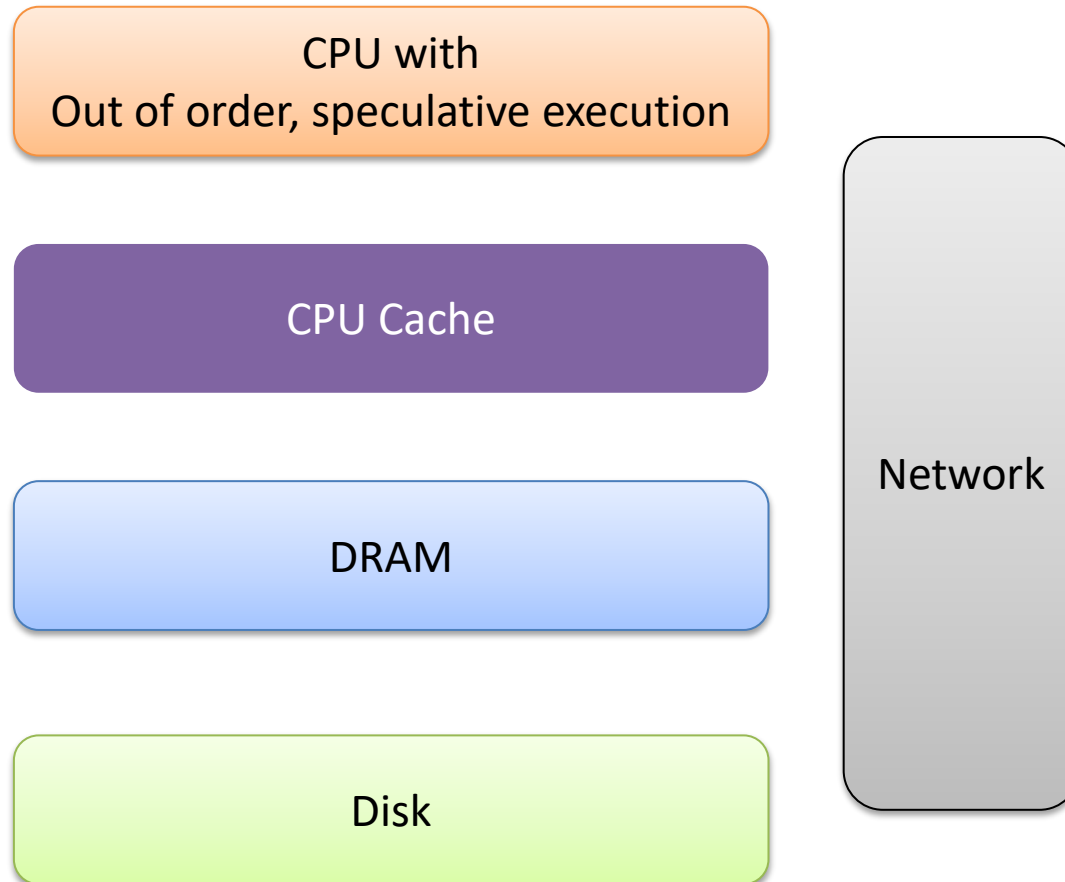 CPU with
Out of order, speculative execution
CPU Cache
DRAM
Network
Disk